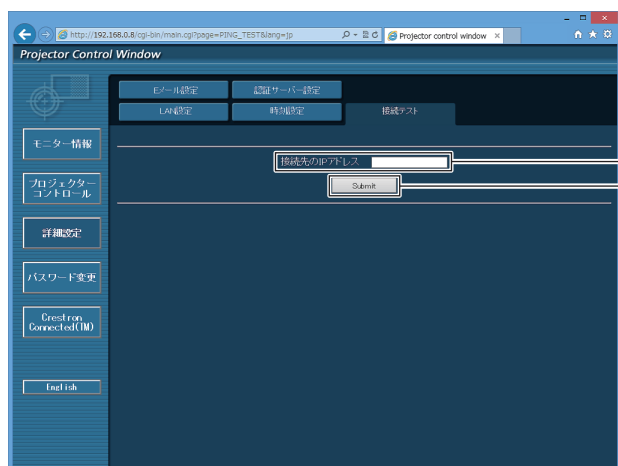 http://192.168.0.8/cgi-bin/main.cgi?page=PING_TEST&lang=jp
Projector control window
Projector Control Window
Eメール設定
認証サーバー設定
LAN設定
時刻設定
接続テスト
モニター情報
接続先のIPアドレス
Submit
プロジェクター
コントロール
詳細設定
パスワード変更
Crestron
Connected(TM)
English